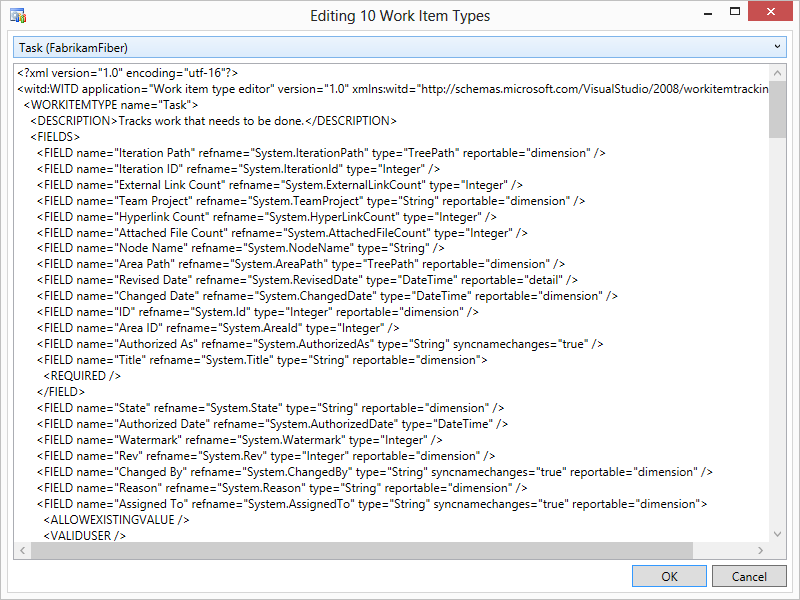 Editing 10 Work Item Types
Task (FabrikamFiber)
<?xml version="1.0" encoding="utf-16"?>
<witd:WITD application="Work item type editor" version="1.0" xmlns:witd="http://schemas.microsoft.com/VisualStudio/2008/workitemtrackin
<WORKITEMTYPE name="Task">
<DESCRIPTION>Tracks work that needs to be done.</DESCRIPTION>
<FIELDS>
<FIELD name="Iteration Path" refname="System.IterationPath" type="TreePath" reportable="dimension" />
<FIELD name="Iteration ID" refname="System.IterationId" type="Integer" />
<FIELD name="External Link Count" refname="System.ExternalLinkCount" type="Integer" />
<FIELD name="Team Project" refname="System.TeamProject" type="String" reportable="dimension" />
<FIELD name="Hyperlink Count" refname="System.HyperLinkCount" type="Integer" />
<FIELD name="Attached File Count" refname="System.AttachedFileCount" type="Integer" />
<FIELD name="Node Name" refname="System.NodeName" type="String" />
<FIELD name="Area Path" refname="System.AreaPath" type="TreePath" reportable="dimension" />
<FIELD name="Revised Date" refname="System.RevisedDate" type="DateTime" reportable="detail" />
<FIELD name="Changed Date" refname="System.ChangedDate" type="DateTime" reportable="dimension" />
<FIELD name="ID" refname="System.Id" type="Integer" reportable="dimension" />
<FIELD name="Area ID" refname="System.AreaId" type="Integer" />
<FIELD name="Authorized As" refname="System.AuthorizedAs" type="String" syncnamechanges="true" />
<FIELD name="Title" refname="System.Title" type="String" reportable="dimension">
<REQUIRED />
</FIELD>
<FIELD name="State" refname="System.State" type="String" reportable="dimension" />
<FIELD name="Authorized Date" refname="System.AuthorizedDate" type="DateTime" />
<FIELD name="Watermark" refname="System.Watermark" type="Integer" />
<FIELD name="Rev" refname="System.Rev" type="Integer" reportable="dimension" />
<FIELD name="Changed By" refname="System.ChangedBy" type="String" syncnamechanges="true" reportable="dimension" />
<FIELD name="Reason" refname="System.Reason" type="String" reportable="dimension" />
<FIELD name="Assigned To" refname="System.AssignedTo" type="String" syncnamechanges="true" reportable="dimension">
<ALLOWEXISTINGVALUE />
<VALIDUSER />
OK
Cancel